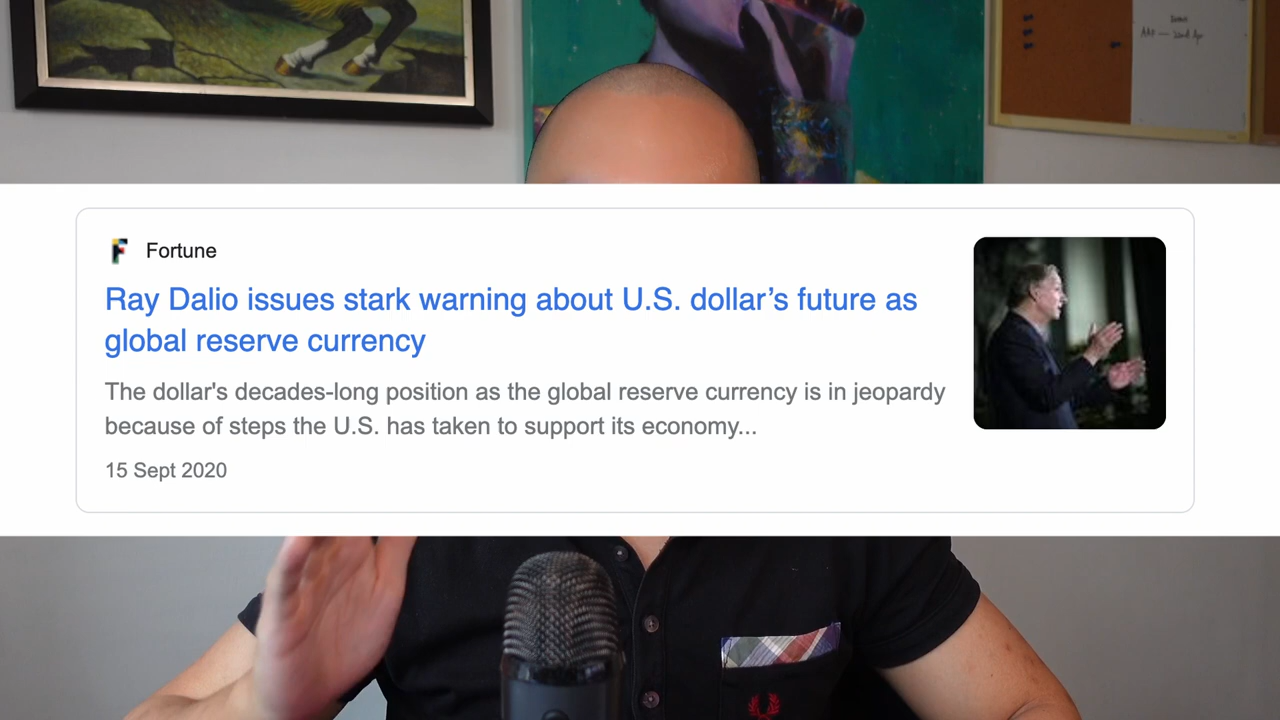 Fortune
Ray Dalio issues stark warning about U.S. dollar’s future as
global reserve currency
The dollar's decades-long position as the global reserve currency is in jeopardy
because of steps the U.S. has taken to support its economy...
15 Sept 2020